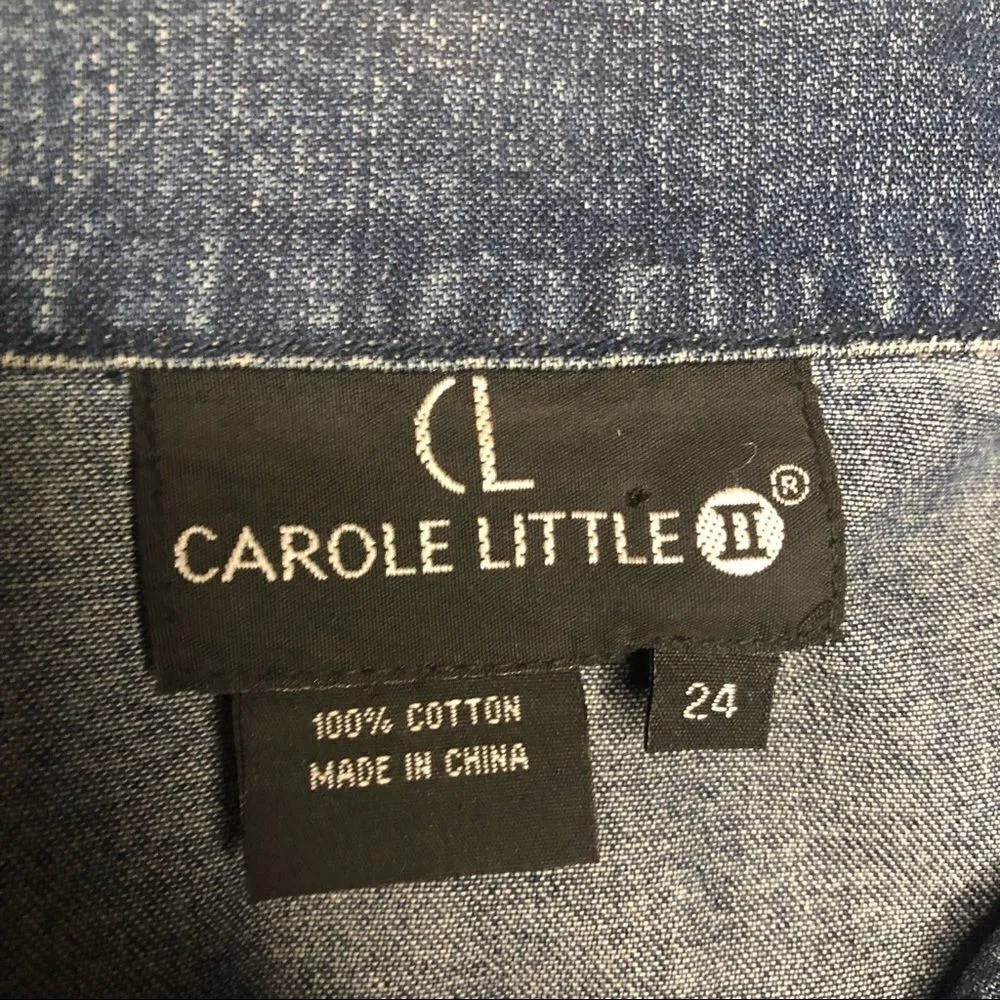 CL
CAROLE LITTLE II ®
100% COTTON
MADE IN CHINA
24